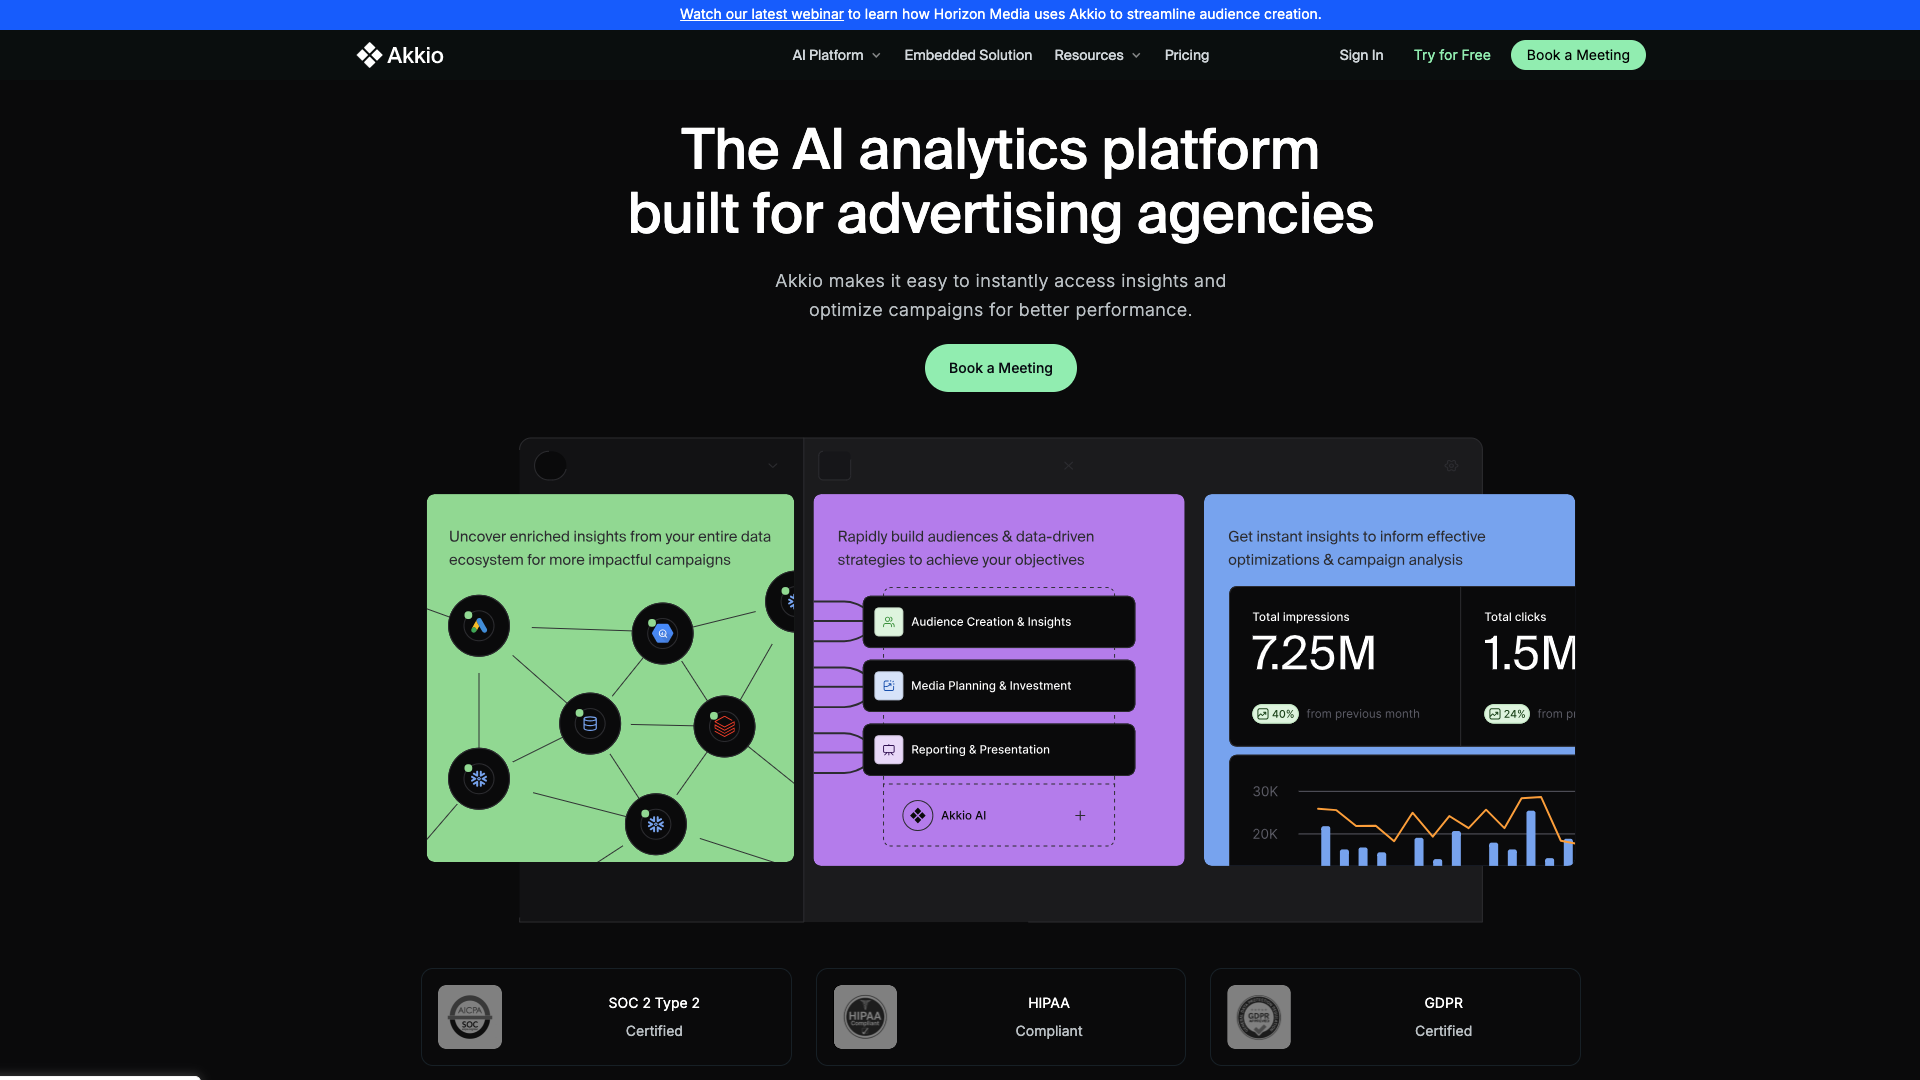 Watch our latest webinar to learn how Horizon Media uses Akkio to streamline audience creation.
Akkio
AI Platform
Embedded Solution
Resources
Pricing
Sign In
Try for Free
Book a Meeting
The AI analytics platform
built for advertising agencies
Akkio makes it easy to instantly access insights and
optimize campaigns for better performance.
Book a Meeting
Uncover enriched insights from your entire data
ecosystem for more impactful campaigns
Rapidly build audiences & data-driven
strategies to achieve your objectives
Audience Creation & Insights
Media Planning & Investment
Reporting & Presentation
Akkio AI
Get instant insights to inform effective
optimizations & campaign analysis
Total impressions
7.25M
40% from previous month
Total clicks
1.5M
24% from pr
30K
20K
AICPA
SOC
SOC 2 Type 2
Certified
HIPAA
Compliant
HIPAA
Compliant
GDPR
GDPR
Certified